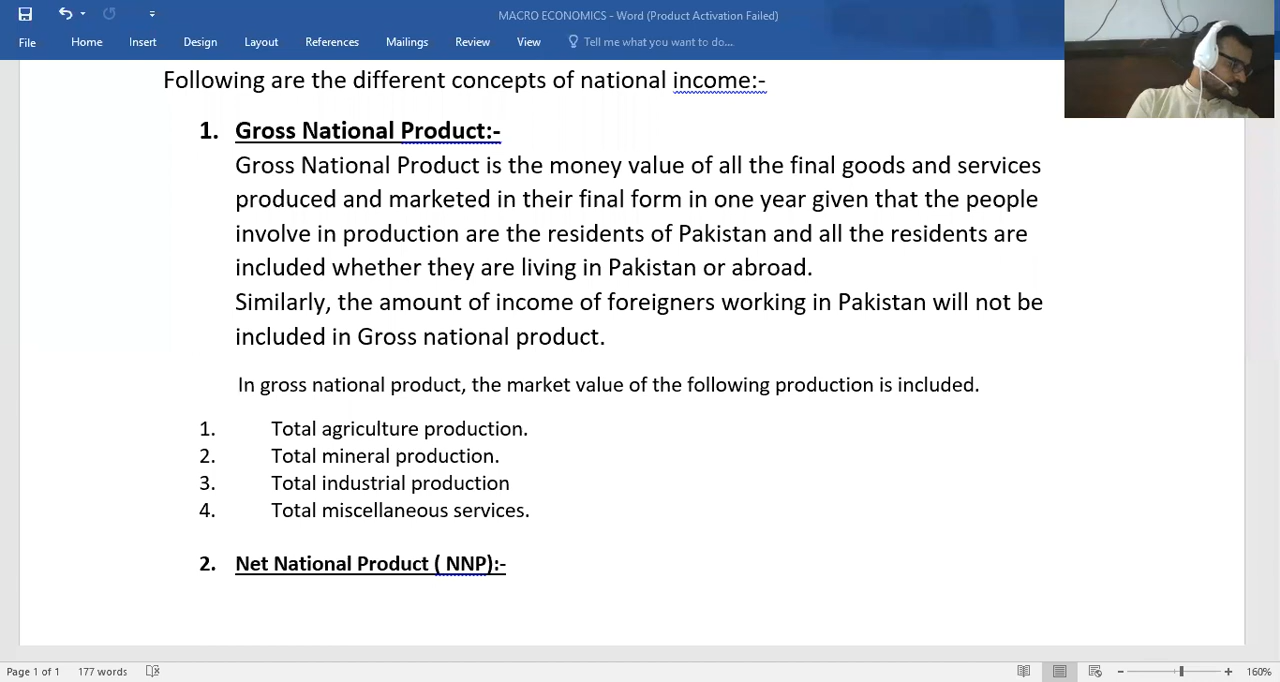 MACRO ECONOMICS - Word (Product Activation Failed)
File Home Insert Design Layout References Mailings Review View Tell me what you want to do...
Following are the different concepts of national income:-
1. Gross National Product:-
Gross National Product is the money value of all the final goods and services
produced and marketed in their final form in one year given that the people
involve in production are the residents of Pakistan and all the residents are
included whether they are living in Pakistan or abroad.
Similarly, the amount of income of foreigners working in Pakistan will not be
included in Gross national product.
In gross national product, the market value of the following production is included.
1. Total agriculture production.
2. Total mineral production.
3. Total industrial production
4. Total miscellaneous services.
2. Net National Product ( NNP):-
Page 1 of 1 177 words 160%